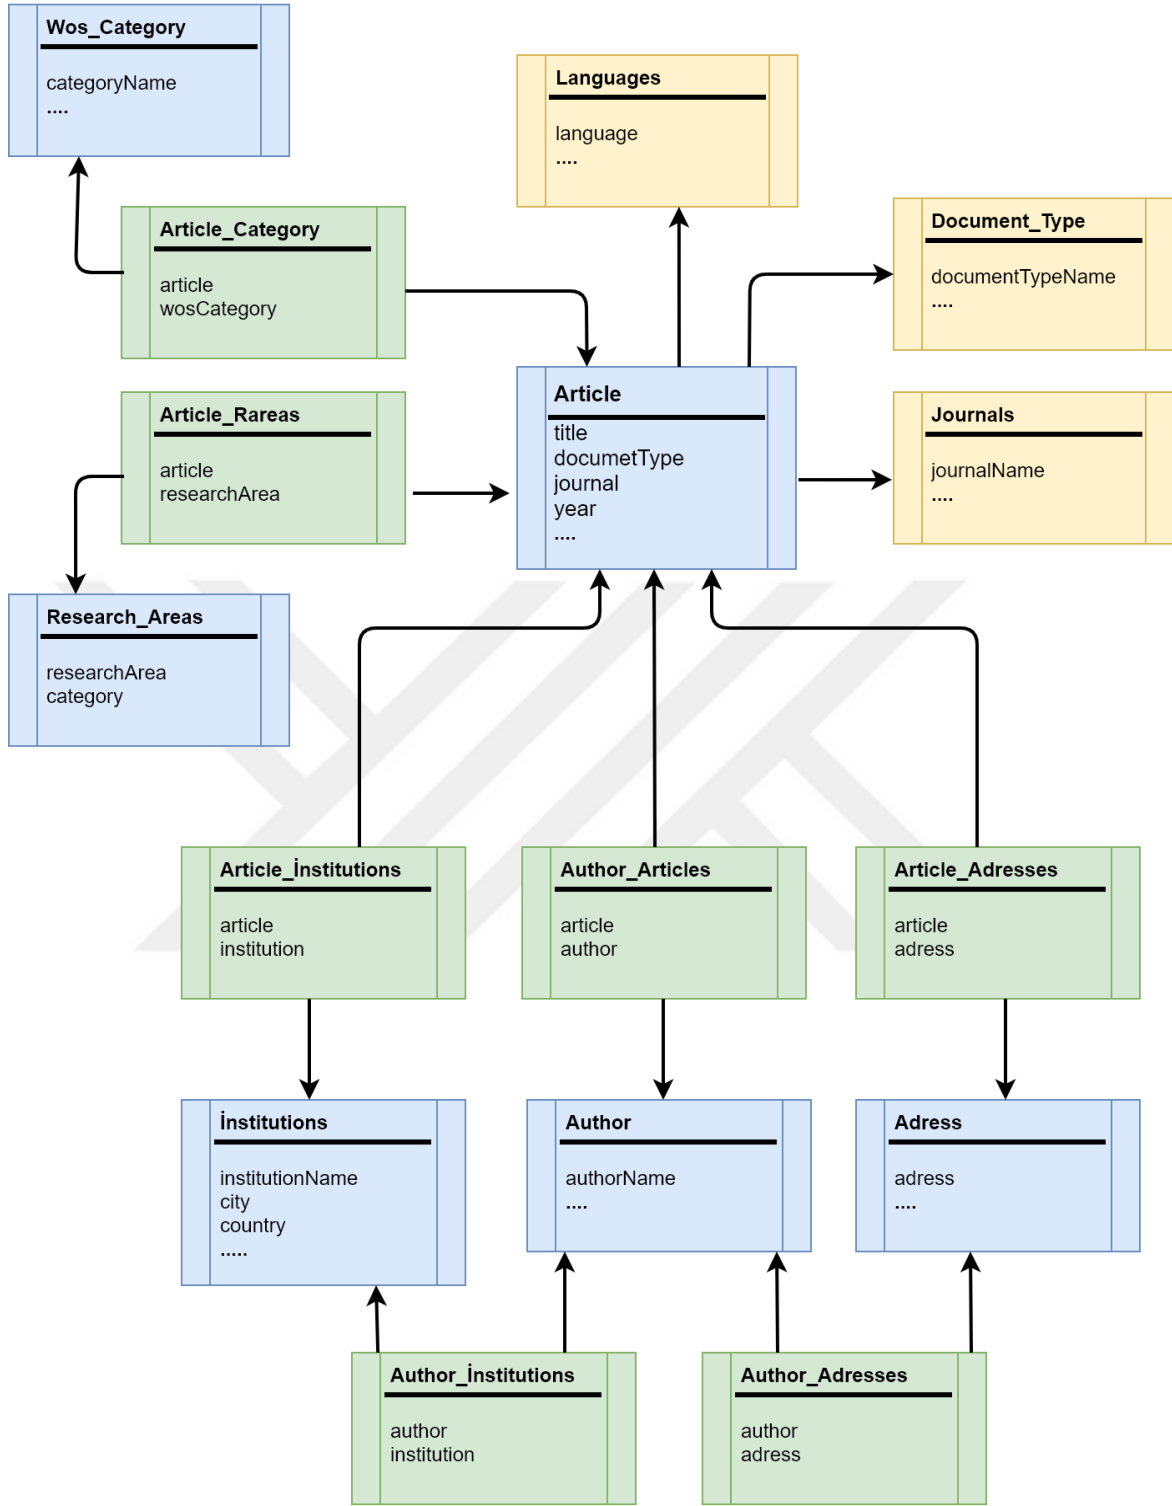 Wos_Category
categoryName
....
Languages
language
....
Article_Category
article
wosCategory
Document_Type
documentTypeName
....
Article
title
documetType
journal
year
....
Article_Rareas
article
researchArea
Journals
journalName
....
Research_Areas
researchArea
category
Article_İnstitutions
article
institution
Author_Articles
article
author
Article_Adresses
article
adress
İnstitutions
institutionName
city
country
.....
Author
authorName
....
Adress
adress
....
Author_İnstitutions
author
institution
Author_Adresses
author
adress